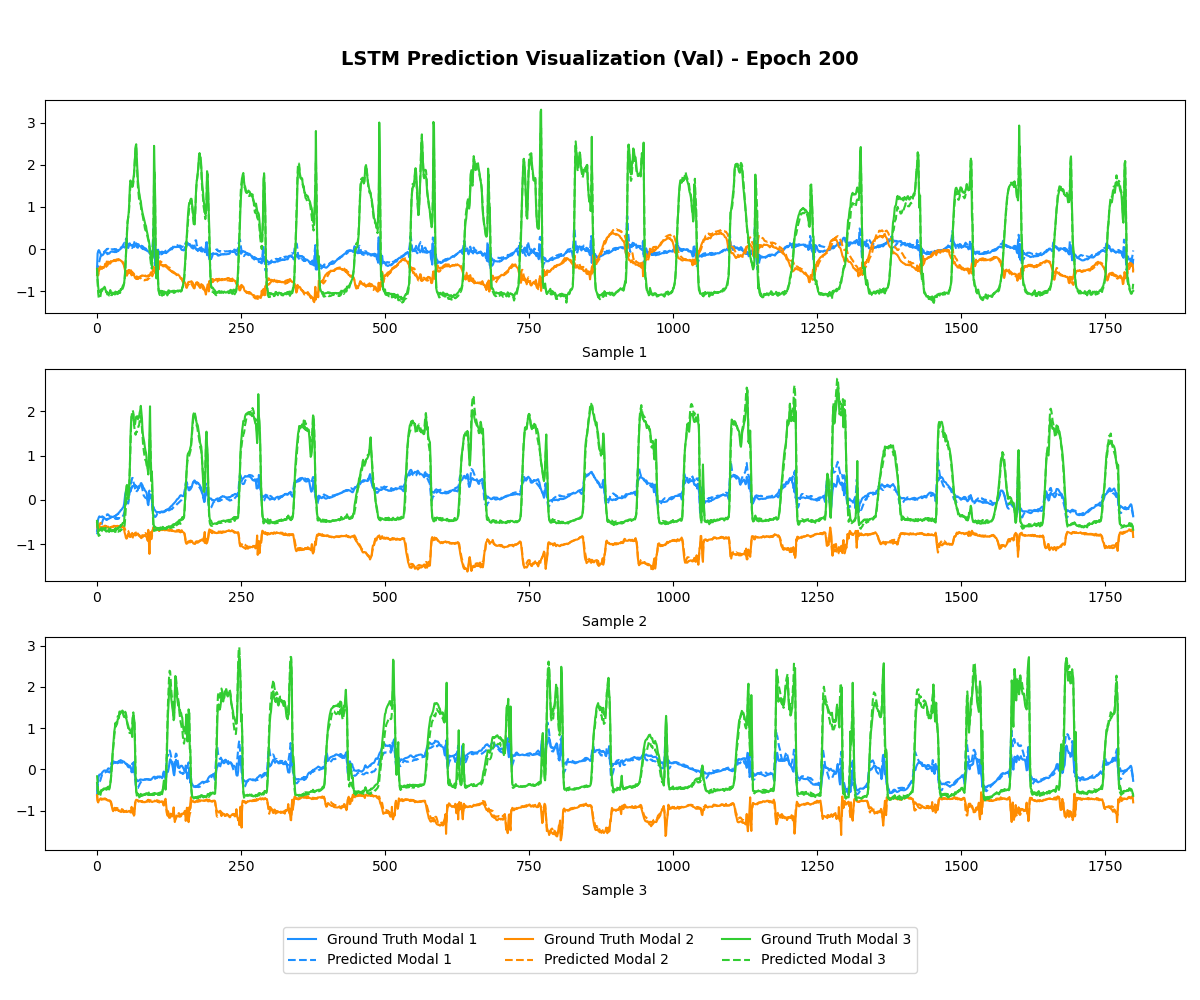 LSTM Prediction Visualization (Val) - Epoch 200
3
2
1
0
−1
0 250 500 750 1000 1250 1500 1750
Sample 1
2
1
0
−1
0 250 500 750 1000 1250 1500 1750
Sample 2
3
2
1
0
−1
0 250 500 750 1000 1250 1500 1750
Sample 3
Ground Truth Modal 1 Ground Truth Modal 2 Ground Truth Modal 3
Predicted Modal 1 Predicted Modal 2 Predicted Modal 3